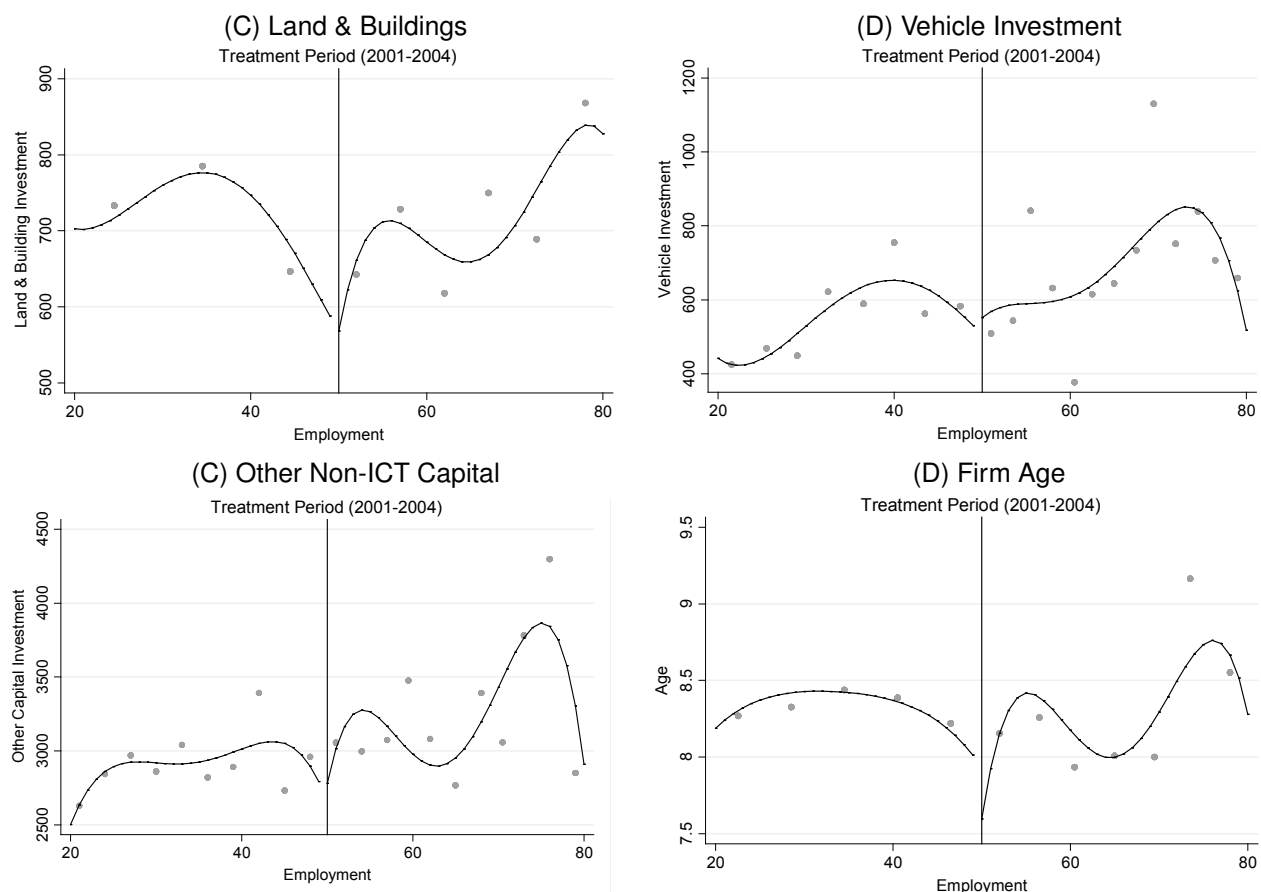 (C) Land & Buildings
Treatment Period (2001-2004)
Land & Building Investment
900
800
700
600
500
20 40 60 80
Employment
(D) Vehicle Investment
Treatment Period (2001-2004)
Vehicle Investment
1200
1000
800
600
400
20 40 60 80
Employment
(C) Other Non-ICT Capital
Treatment Period (2001-2004)
Other Capital Investment
4500
4000
3500
3000
2500
20 40 60 80
Employment
(D) Firm Age
Treatment Period (2001-2004)
Age
9.5
9
8.5
8
7.5
20 40 60 80
Employment